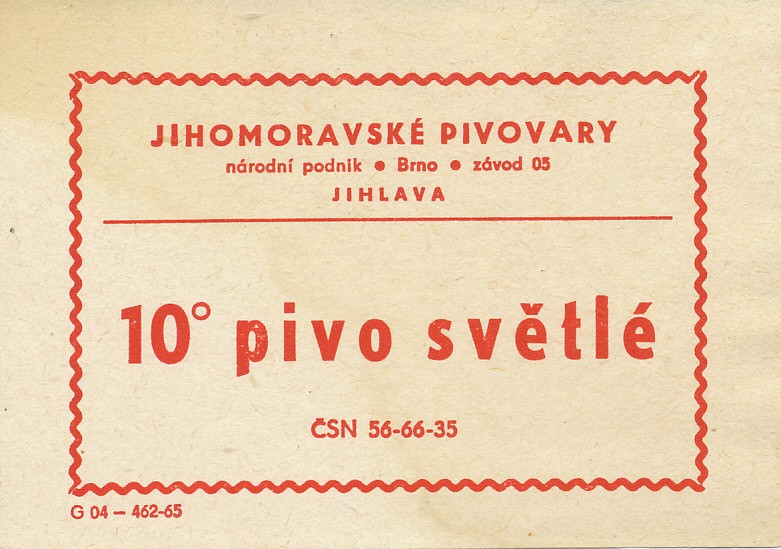 JIHOMORAVSKÉ PIVOVARY
národní podnik • Brno • závod 05
JIHLAVA
10° pivo světlé
ČSN 56-66-35
G 04 — 462-65